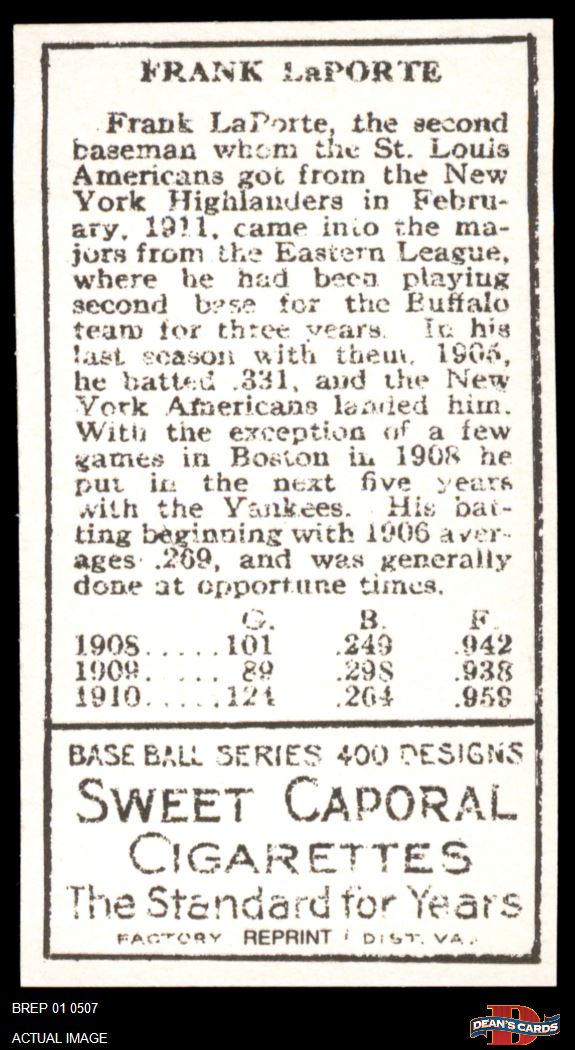 FRANK LaPORTE
Frank LaPorte, the second
baseman whom the St. Louis
Americans got from the New
York Highlanders in Febru-
ary, 1911, came into the ma-
jors from the Eastern League,
where he had been playing
second base for the Buffalo
team for three years. In his
last season with them, 1905,
he batted .331, and the New
York Americans landed him.
With the exception of a few
games in Boston in 1908 he
put in the next five years
with the Yankees. His bat-
ting beginning with 1906 aver-
ages .269, and was generally
done at opportune times.
G. B. F.
1908.....101 .249 .942
1909.....89 .298 .938
1910.....124 .264 .959
BASE BALL SERIES 400 DESIGNS
SWEET CAPORAL
CIGARETTES
The Standard for Years
FACTORY REPRINT DIST. VA.
BREP 01 0507
ACTUAL IMAGE
DEAN'S CARDS